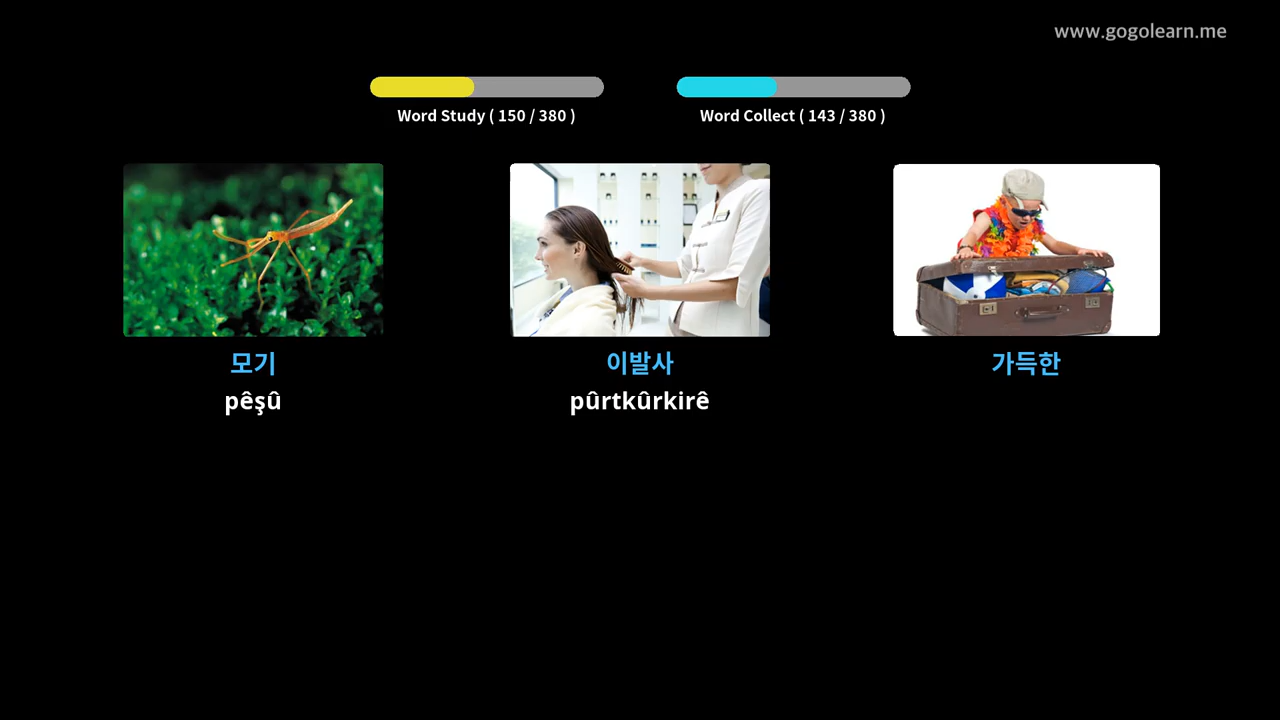 www.gogolearn.me
Word Study ( 150 / 380 )
Word Collect ( 143 / 380 )
모기
이발사
가득한
pêşû
pûrtkûrkirê